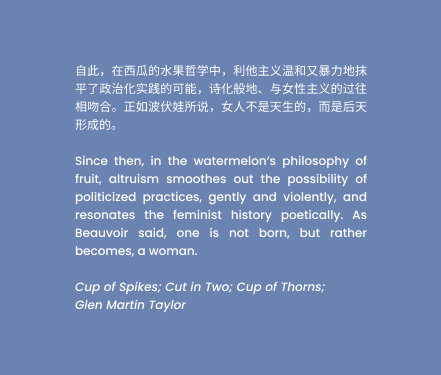 自此，在西瓜的水果哲学中，利他主义温和又暴力地抹
平了政治化实践的可能，诗化般地、与女性主义的过往
相吻合。正如波伏娃所说，女人不是天生的，而是后天
形成的。
Since then, in the watermelon's philosophy of
fruit, altruism smoothes out the possibility of
politicized practices, gently and violently, and
resonates the feminist history poetically. As
Beauvoir said, one is not born, but rather
becomes, a woman.
Cup of Spikes; Cut in Two; Cup of Thorns;
Glen Martin Taylor